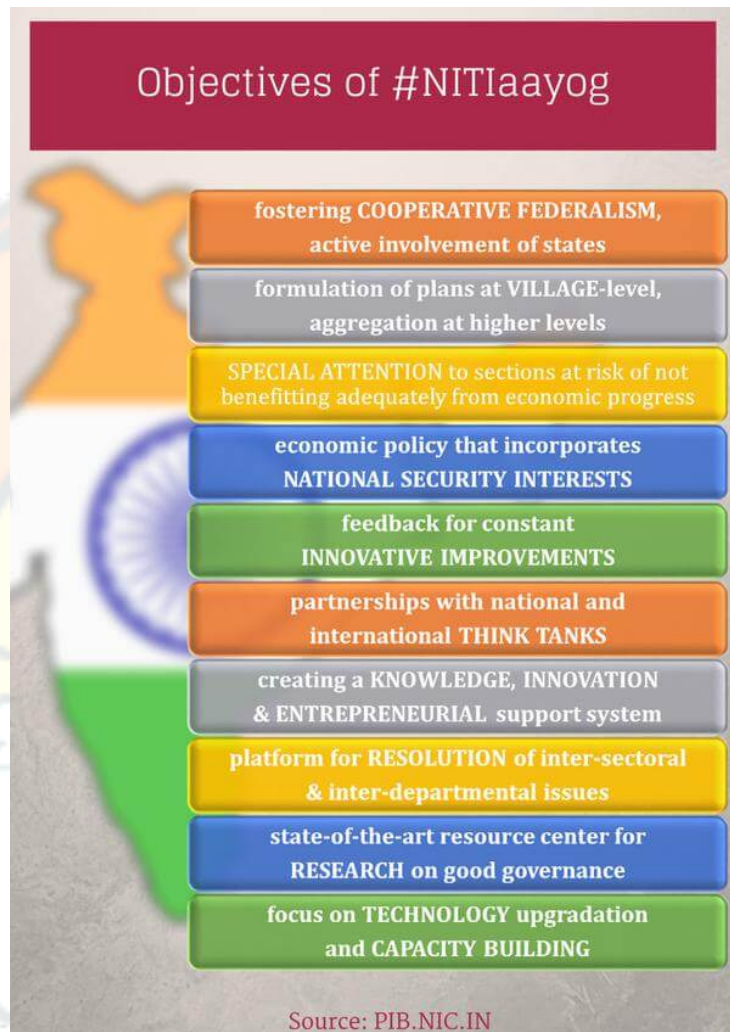 Objectives of #NITIaayog
fostering COOPERATIVE FEDERALISM,
active involvement of states
formulation of plans at VILLAGE-level,
aggregation at higher levels
SPECIAL ATTENTION to sections at risk of not
benefitting adequately from economic progress
economic policy that incorporates
NATIONAL SECURITY INTERESTS
feedback for constant
INNOVATIVE IMPROVEMENTS
partnerships with national and
international THINK TANKS
creating a KNOWLEDGE, INNOVATION
& ENTREPRENEURIAL support system
platform for RESOLUTION of inter-sectoral
& inter-departmental issues
state-of-the-art resource center for
RESEARCH on good governance
focus on TECHNOLOGY upgradation
and CAPACITY BUILDING
Source: PIB.NIC.IN